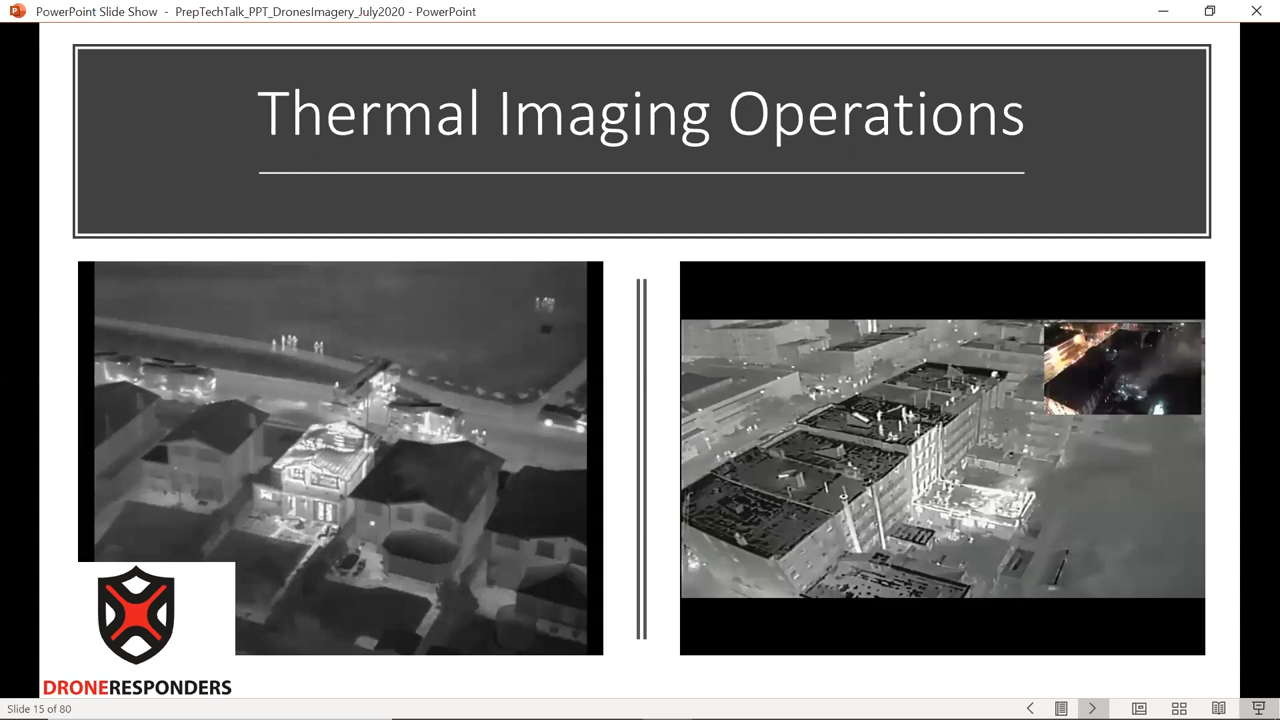 PowerPoint Slide Show - PrepTechTalk_PPT_DronesImagery_July2020 - PowerPoint
Thermal Imaging Operations
DRONERESPONDERS
Slide 15 of 80